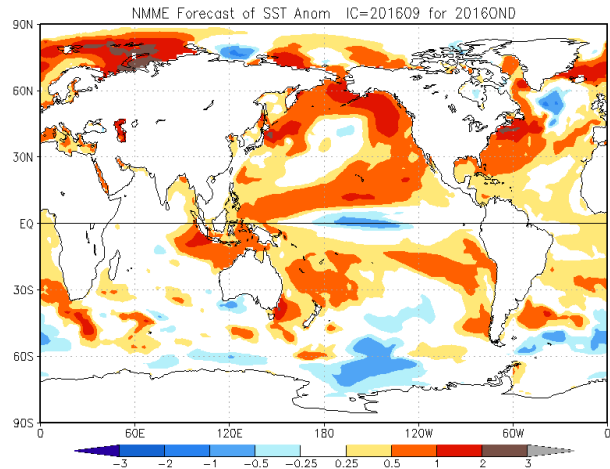 NMME Forecast of SST Anom IC=201609 for 2016OND
90N
60N
30N
EQ
30S
60S
90S
0 60E 120E 180 120W 60W 0
-3 -2 -1 -0.5 -0.25 0.25 0.5 1 2 3